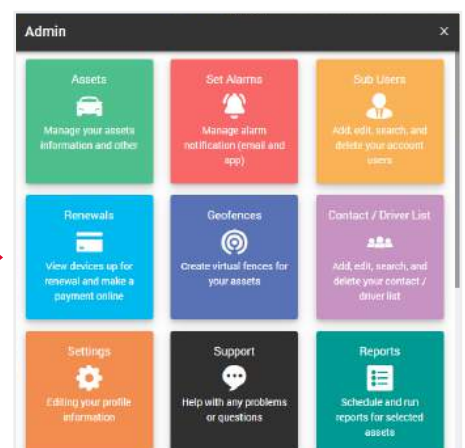 Admin
x
Assets
Manage your assets
information and other
Set Alarms
Manage alarm
notification (email and
app)
Sub Users
Add, edit, search, and
delete your account
users
Renewals
View devices up for
renewal and make a
payment online
Geofences
Create virtual fences for
your assets
Contact / Driver List
Add, edit, search, and
delete your contact /
driver list
Settings
Editing your profile
information
Support
Help with any problems
or questions
Reports
Schedule and run
reports for selected
assets